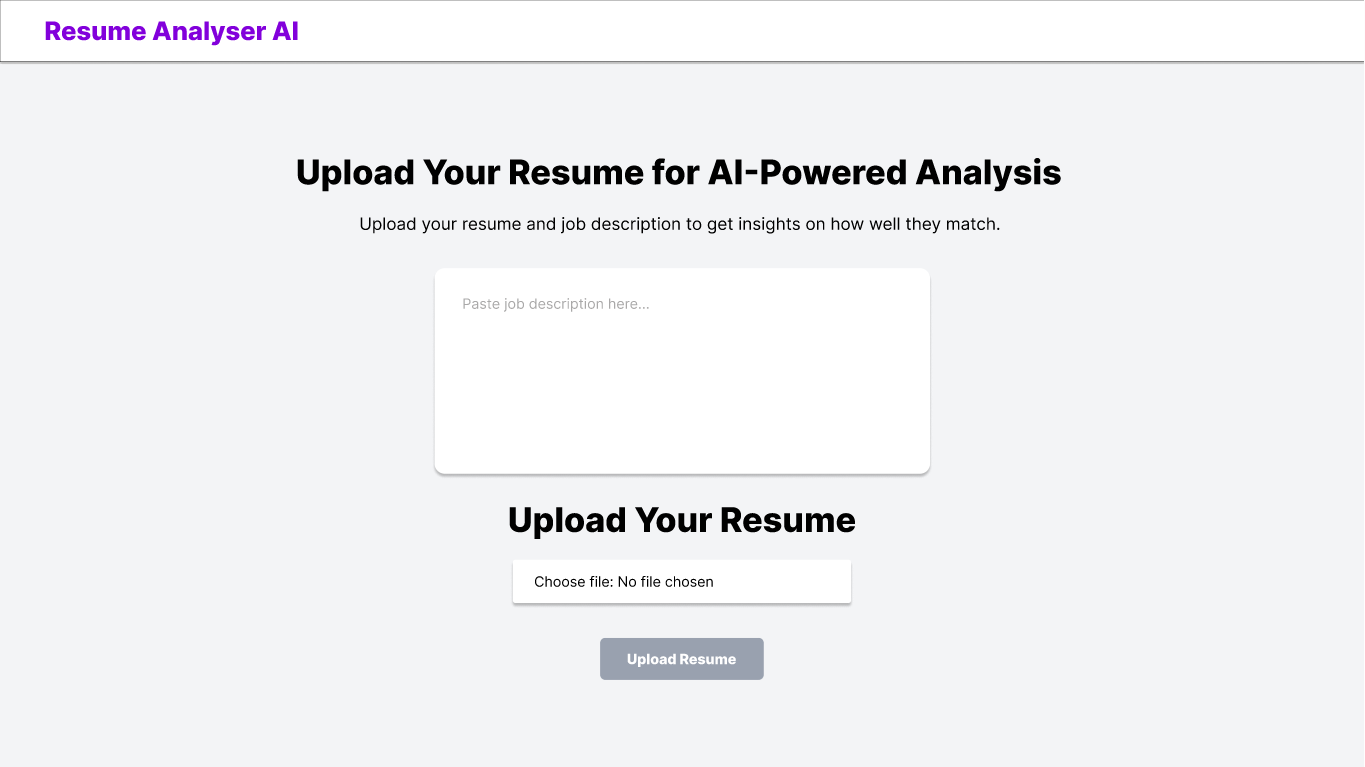 Resume Analyser AI
Upload Your Resume for AI-Powered Analysis
Upload your resume and job description to get insights on how well they match.
Paste job description here...
Upload Your Resume
Choose file: No file chosen
Upload Resume